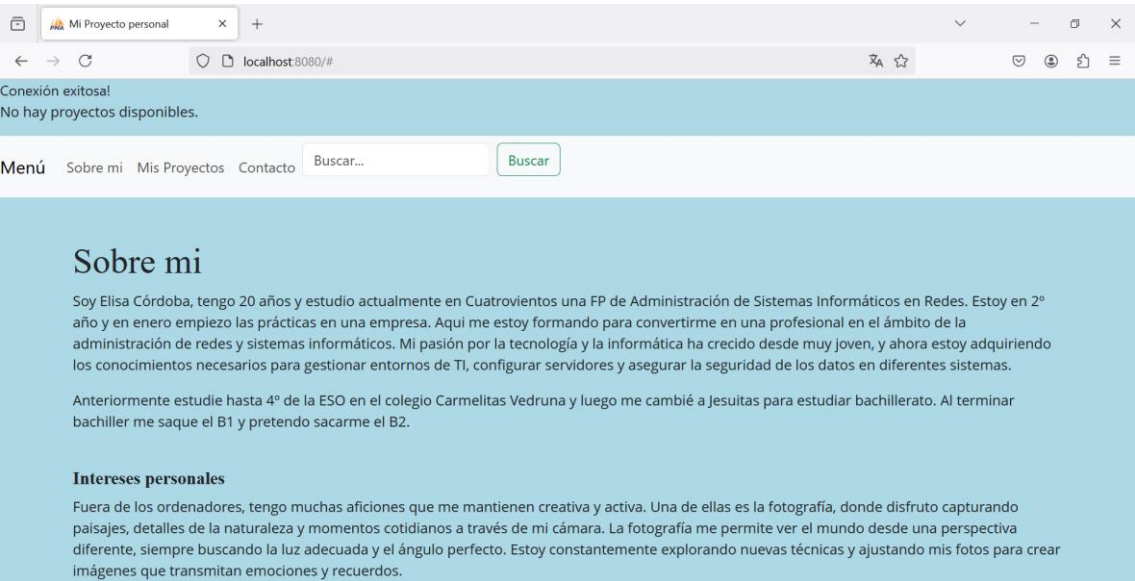 Mi Proyecto personal
localhost:8080/#
Conexión exitosa!
No hay proyectos disponibles.
Menú Sobre mi Mis Proyectos Contacto Buscar... Buscar
Sobre mi
Soy Elisa Córdoba, tengo 20 años y estudio actualmente en Cuatrovientos una FP de Administración de Sistemas Informáticos en Redes. Estoy en 2º
año y en enero empiezo las prácticas en una empresa. Aqui me estoy formando para convertirme en una profesional en el ámbito de la
administración de redes y sistemas informáticos. Mi pasión por la tecnología y la informática ha crecido desde muy joven, y ahora estoy adquiriendo
los conocimientos necesarios para gestionar entornos de TI, configurar servidores y asegurar la seguridad de los datos en diferentes sistemas.
Anteriormente estudie hasta 4º de la ESO en el colegio Carmelitas Vedruna y luego me cambié a Jesuitas para estudiar bachillerato. Al terminar
bachiller me saque el B1 y pretendo sacarme el B2.
Intereses personales
Fuera de los ordenadores, tengo muchas aficiones que me mantienen creativa y activa. Una de ellas es la fotografía, donde disfruto capturando
paisajes, detalles de la naturaleza y momentos cotidianos a través de mi cámara. La fotografía me permite ver el mundo desde una perspectiva
diferente, siempre buscando la luz adecuada y el ángulo perfecto. Estoy constantemente explorando nuevas técnicas y ajustando mis fotos para crear
imágenes que transmitan emociones y recuerdos.